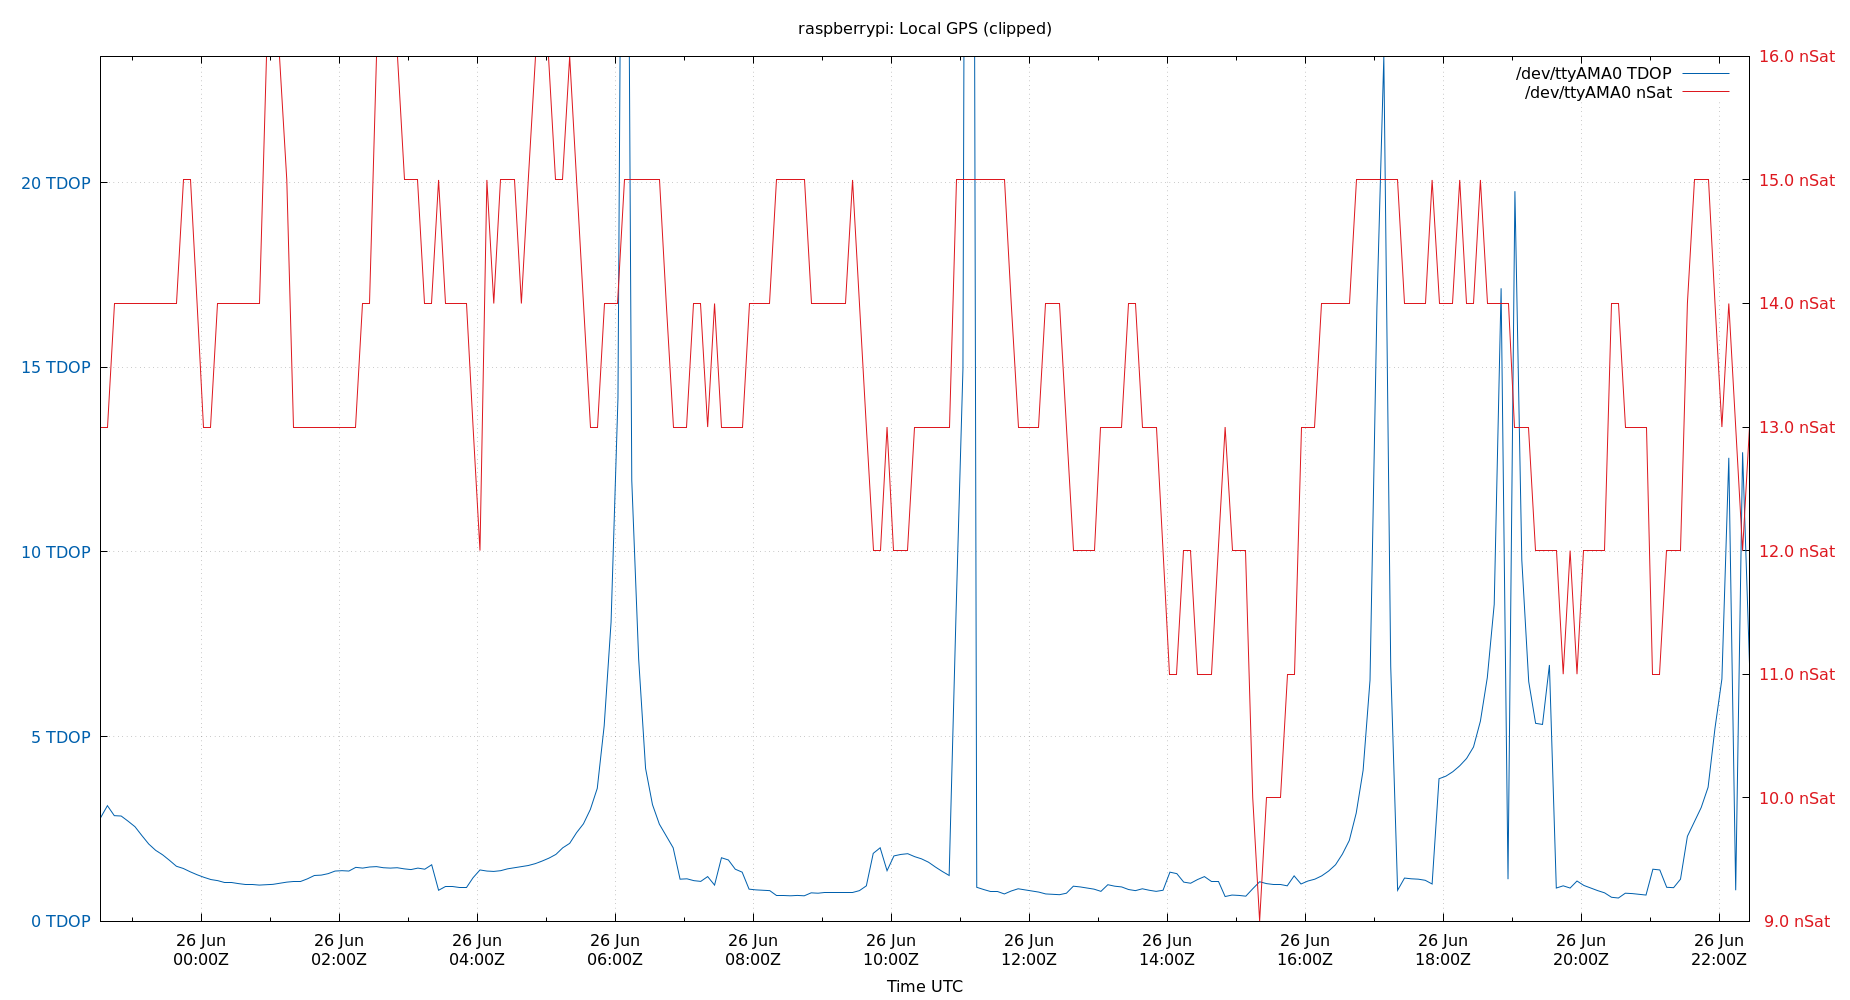 raspberrypi: Local GPS (clipped)
/dev/ttyAMA0 TDOP
/dev/ttyAMA0 nSat
20 TDOP
15 TDOP
10 TDOP
5 TDOP
0 TDOP
16.0 nSat
15.0 nSat
14.0 nSat
13.0 nSat
12.0 nSat
11.0 nSat
10.0 nSat
9.0 nSat
26 Jun 26 Jun 26 Jun 26 Jun 26 Jun 26 Jun 26 Jun 26 Jun 26 Jun 26 Jun 26 Jun 26 Jun
00:00Z 02:00Z 04:00Z 06:00Z 08:00Z 10:00Z 12:00Z 14:00Z 16:00Z 18:00Z 20:00Z 22:00Z
Time UTC